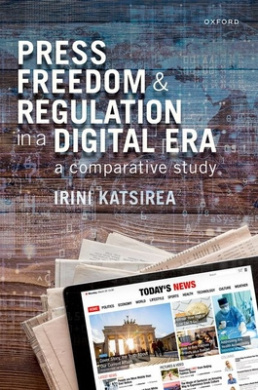 OXFORD
PRESS
FREEDOM &
REGULATION
in a DIGITAL ERA
a comparative study
IRINI KATSIREA
TODAY'S NEWS